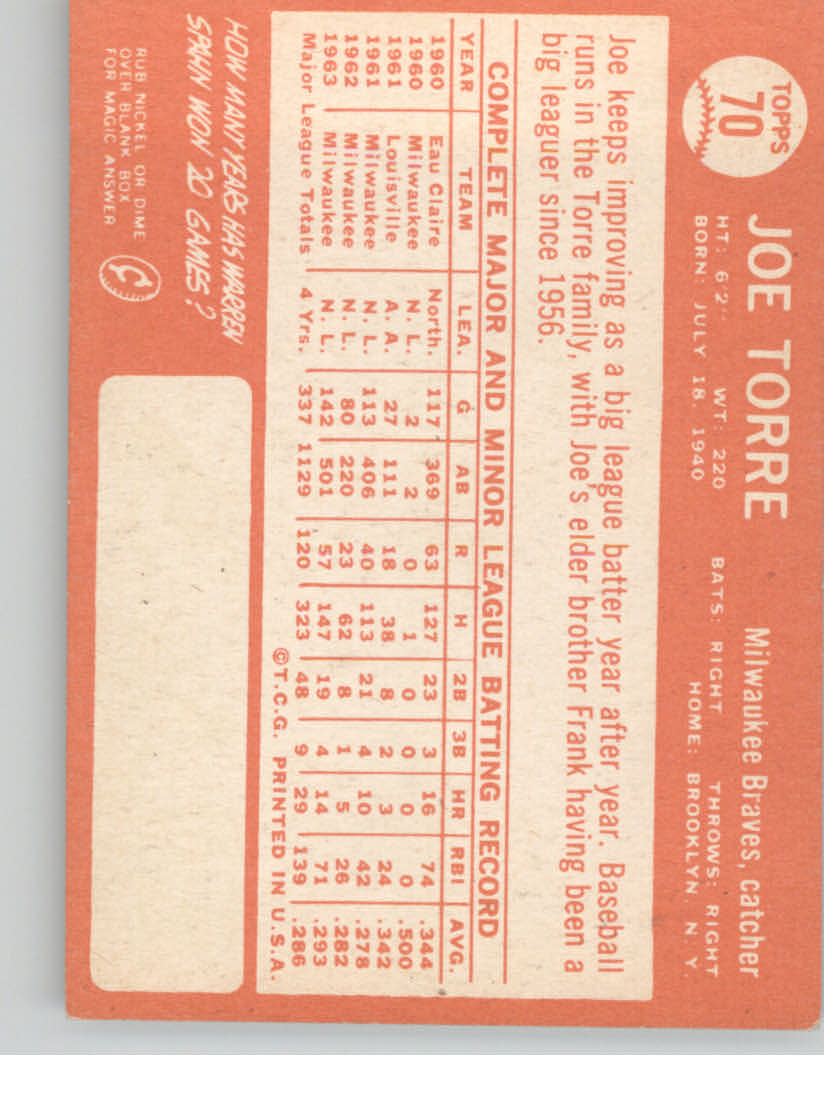 TOPPS
70
JOE TORRE
Milwaukee Braves, catcher
HT: 6'2" WT: 220 BATS: RIGHT THROWS: RIGHT
BORN: JULY 18, 1940 HOME: BROOKLYN, N. Y.
Joe keeps improving as a big league batter year after year. Baseball
runs in the Torre family, with Joe's elder brother Frank having been a
big leaguer since 1956.
COMPLETE MAJOR AND MINOR LEAGUE BATTING RECORD
YEAR TEAM LEA. G AB R H 2B 3B HR RBI AVG.
1960 Eau Claire North. 117 369 63 127 23 3 16 74 .344
1960 Milwaukee N. L. 2 2 0 1 0 0 0 0 .500
1961 Louisville A. A. 27 111 18 38 8 2 3 24 .342
1961 Milwaukee N. L. 113 406 40 113 21 4 10 42 .278
1962 Milwaukee N. L. 80 220 23 62 8 1 5 26 .282
1963 Milwaukee N. L. 142 501 57 147 19 4 14 71 .293
Major League Totals 4 Yrs. 337 1129 120 323 48 9 29 139 .286
©T.C.G. PRINTED IN U.S.A.
HOW MANY YEARS HAS WARREN
SPAHN WON 20 GAMES?
RUB NICKEL OR DIME
OVER BLANK BOX
FOR MAGIC ANSWER